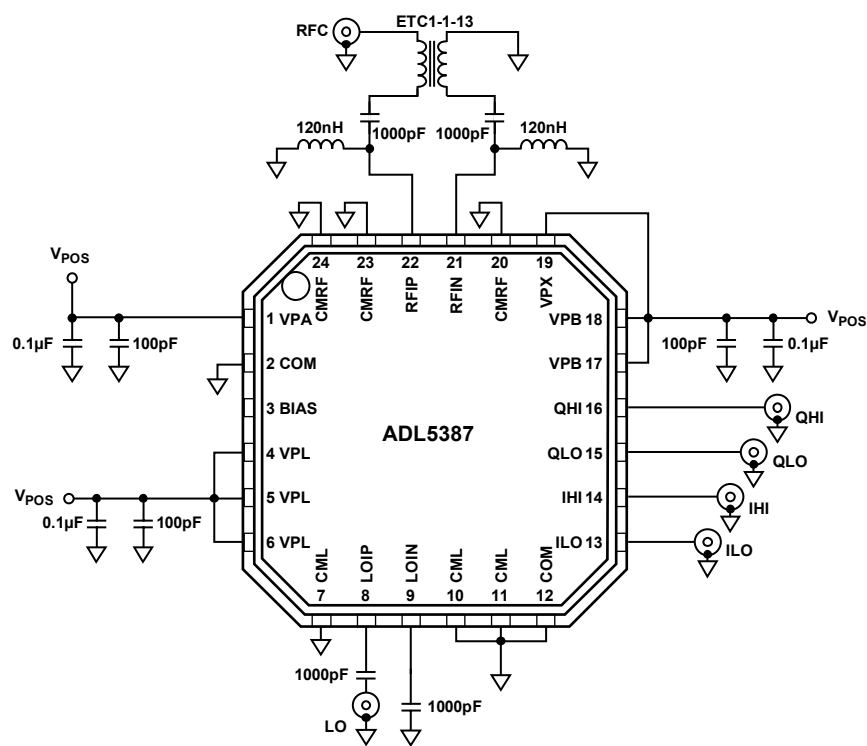 RFC
ETC1-1-13
120nH
1000pF
1000pF
120nH
24 23 22 21 20 19
CMRF
CMRF
RFIP
RFIN
CMRF
VPX
VPOS
0.1µF
100pF
1 VPA
2 COM
3 BIAS
4 VPL
5 VPL
6 VPL
VPOS
0.1µF
100pF
ADL5387
VPB 18
VPB 17
QHI 16
QLO 15
IHI 14
ILO 13
100pF
0.1µF
VPOS
QHI
QLO
IHI
ILO
CML
LOIP
LOIN
CML
CML
COM
7 8 9 10 11 12
1000pF
LO
1000pF